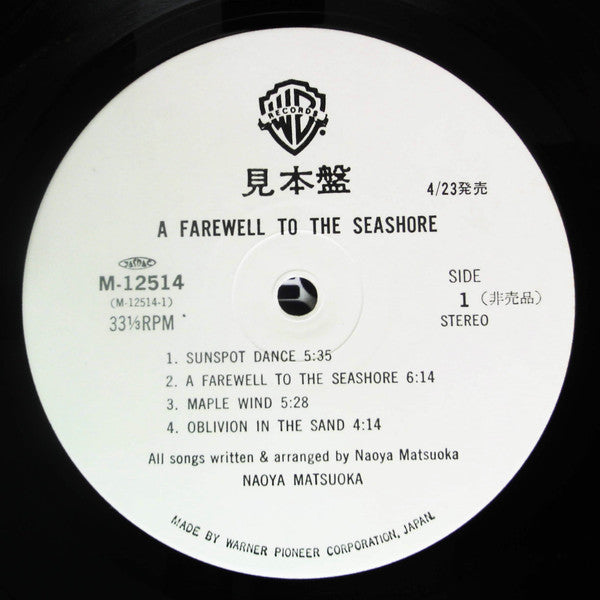 WB
RECORDS
見本盤
4/23発売
A FAREWELL TO THE SEASHORE
M-12514
(M-12514-1)
33⅓RPM
SIDE
1 (非売品)
STEREO
1. SUNSPOT DANCE 5:35
2. A FAREWELL TO THE SEASHORE 6:14
3. MAPLE WIND 5:28
4. OBLIVION IN THE SAND 4:14
All songs written & arranged by Naoya Matsuoka
NAOYA MATSUOKA
MADE BY WARNER PIONEER CORPORATION, JAPAN.